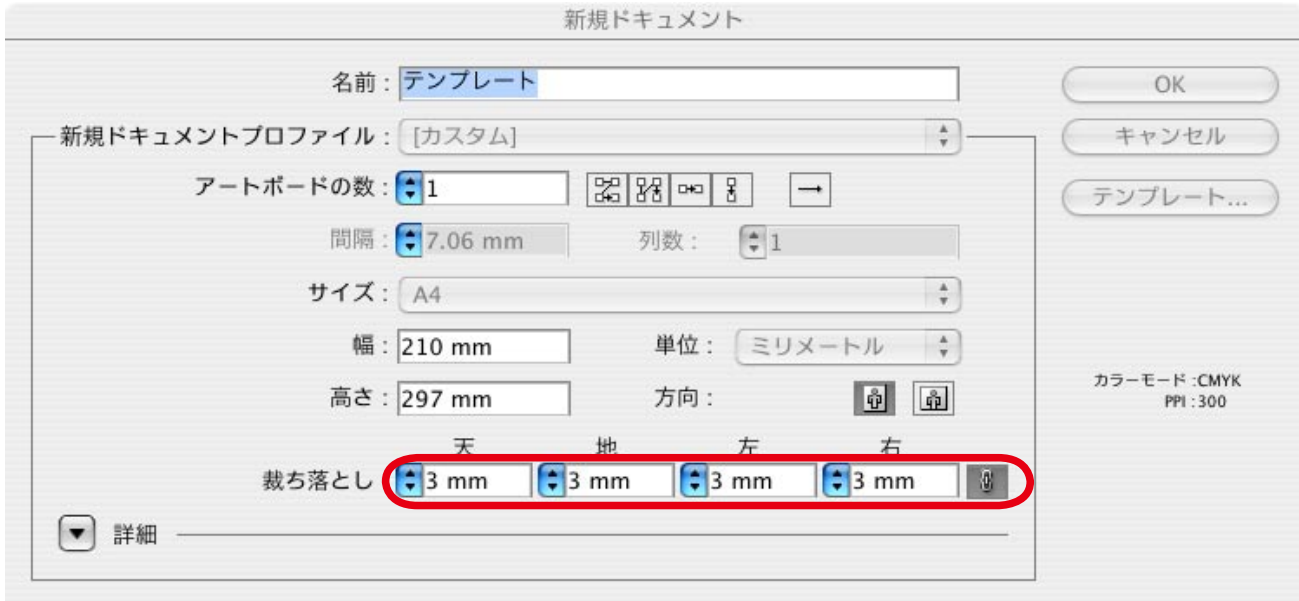 新規ドキュメント
名前 : テンプレート
OK
新規ドキュメントプロファイル : [カスタム]
キャンセル
アートボードの数 : 1
テンプレート...
間隔 : 7.06 mm 列数 : 1
サイズ : A4
幅 : 210 mm 単位 : ミリメートル
高さ : 297 mm 方向 :
カラーモード :CMYK
PPI : 300
天 地 左 右
裁ち落とし 3 mm 3 mm 3 mm 3 mm
詳細